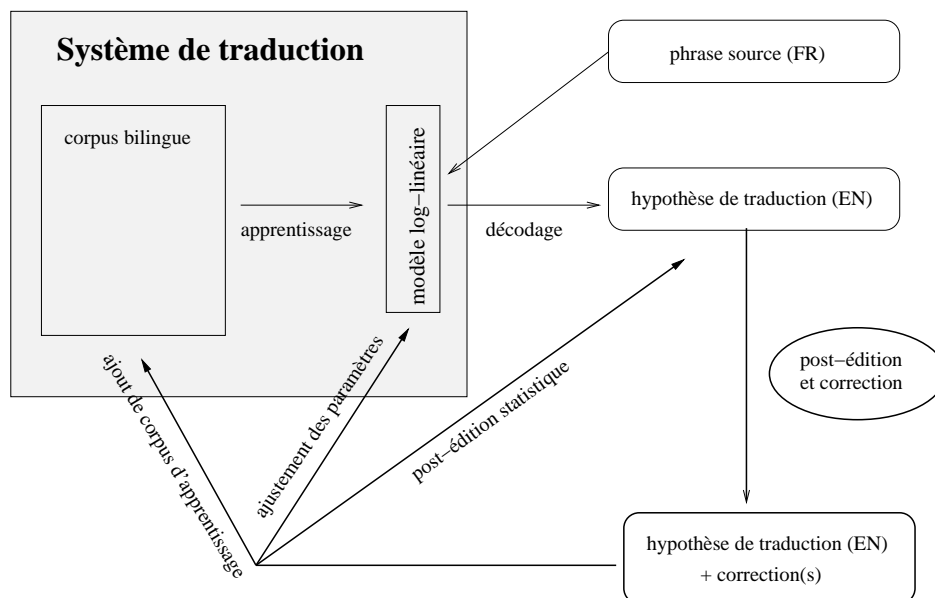 Système de traduction
phrase source (FR)
corpus bilingue
modèle log−linéaire
hypothèse de traduction (EN)
apprentissage
décodage
post−édition
et correction
ajout de corpus d'apprentissage
ajustement des paramètres
post−édition statistique
hypothèse de traduction (EN)
+ correction(s)